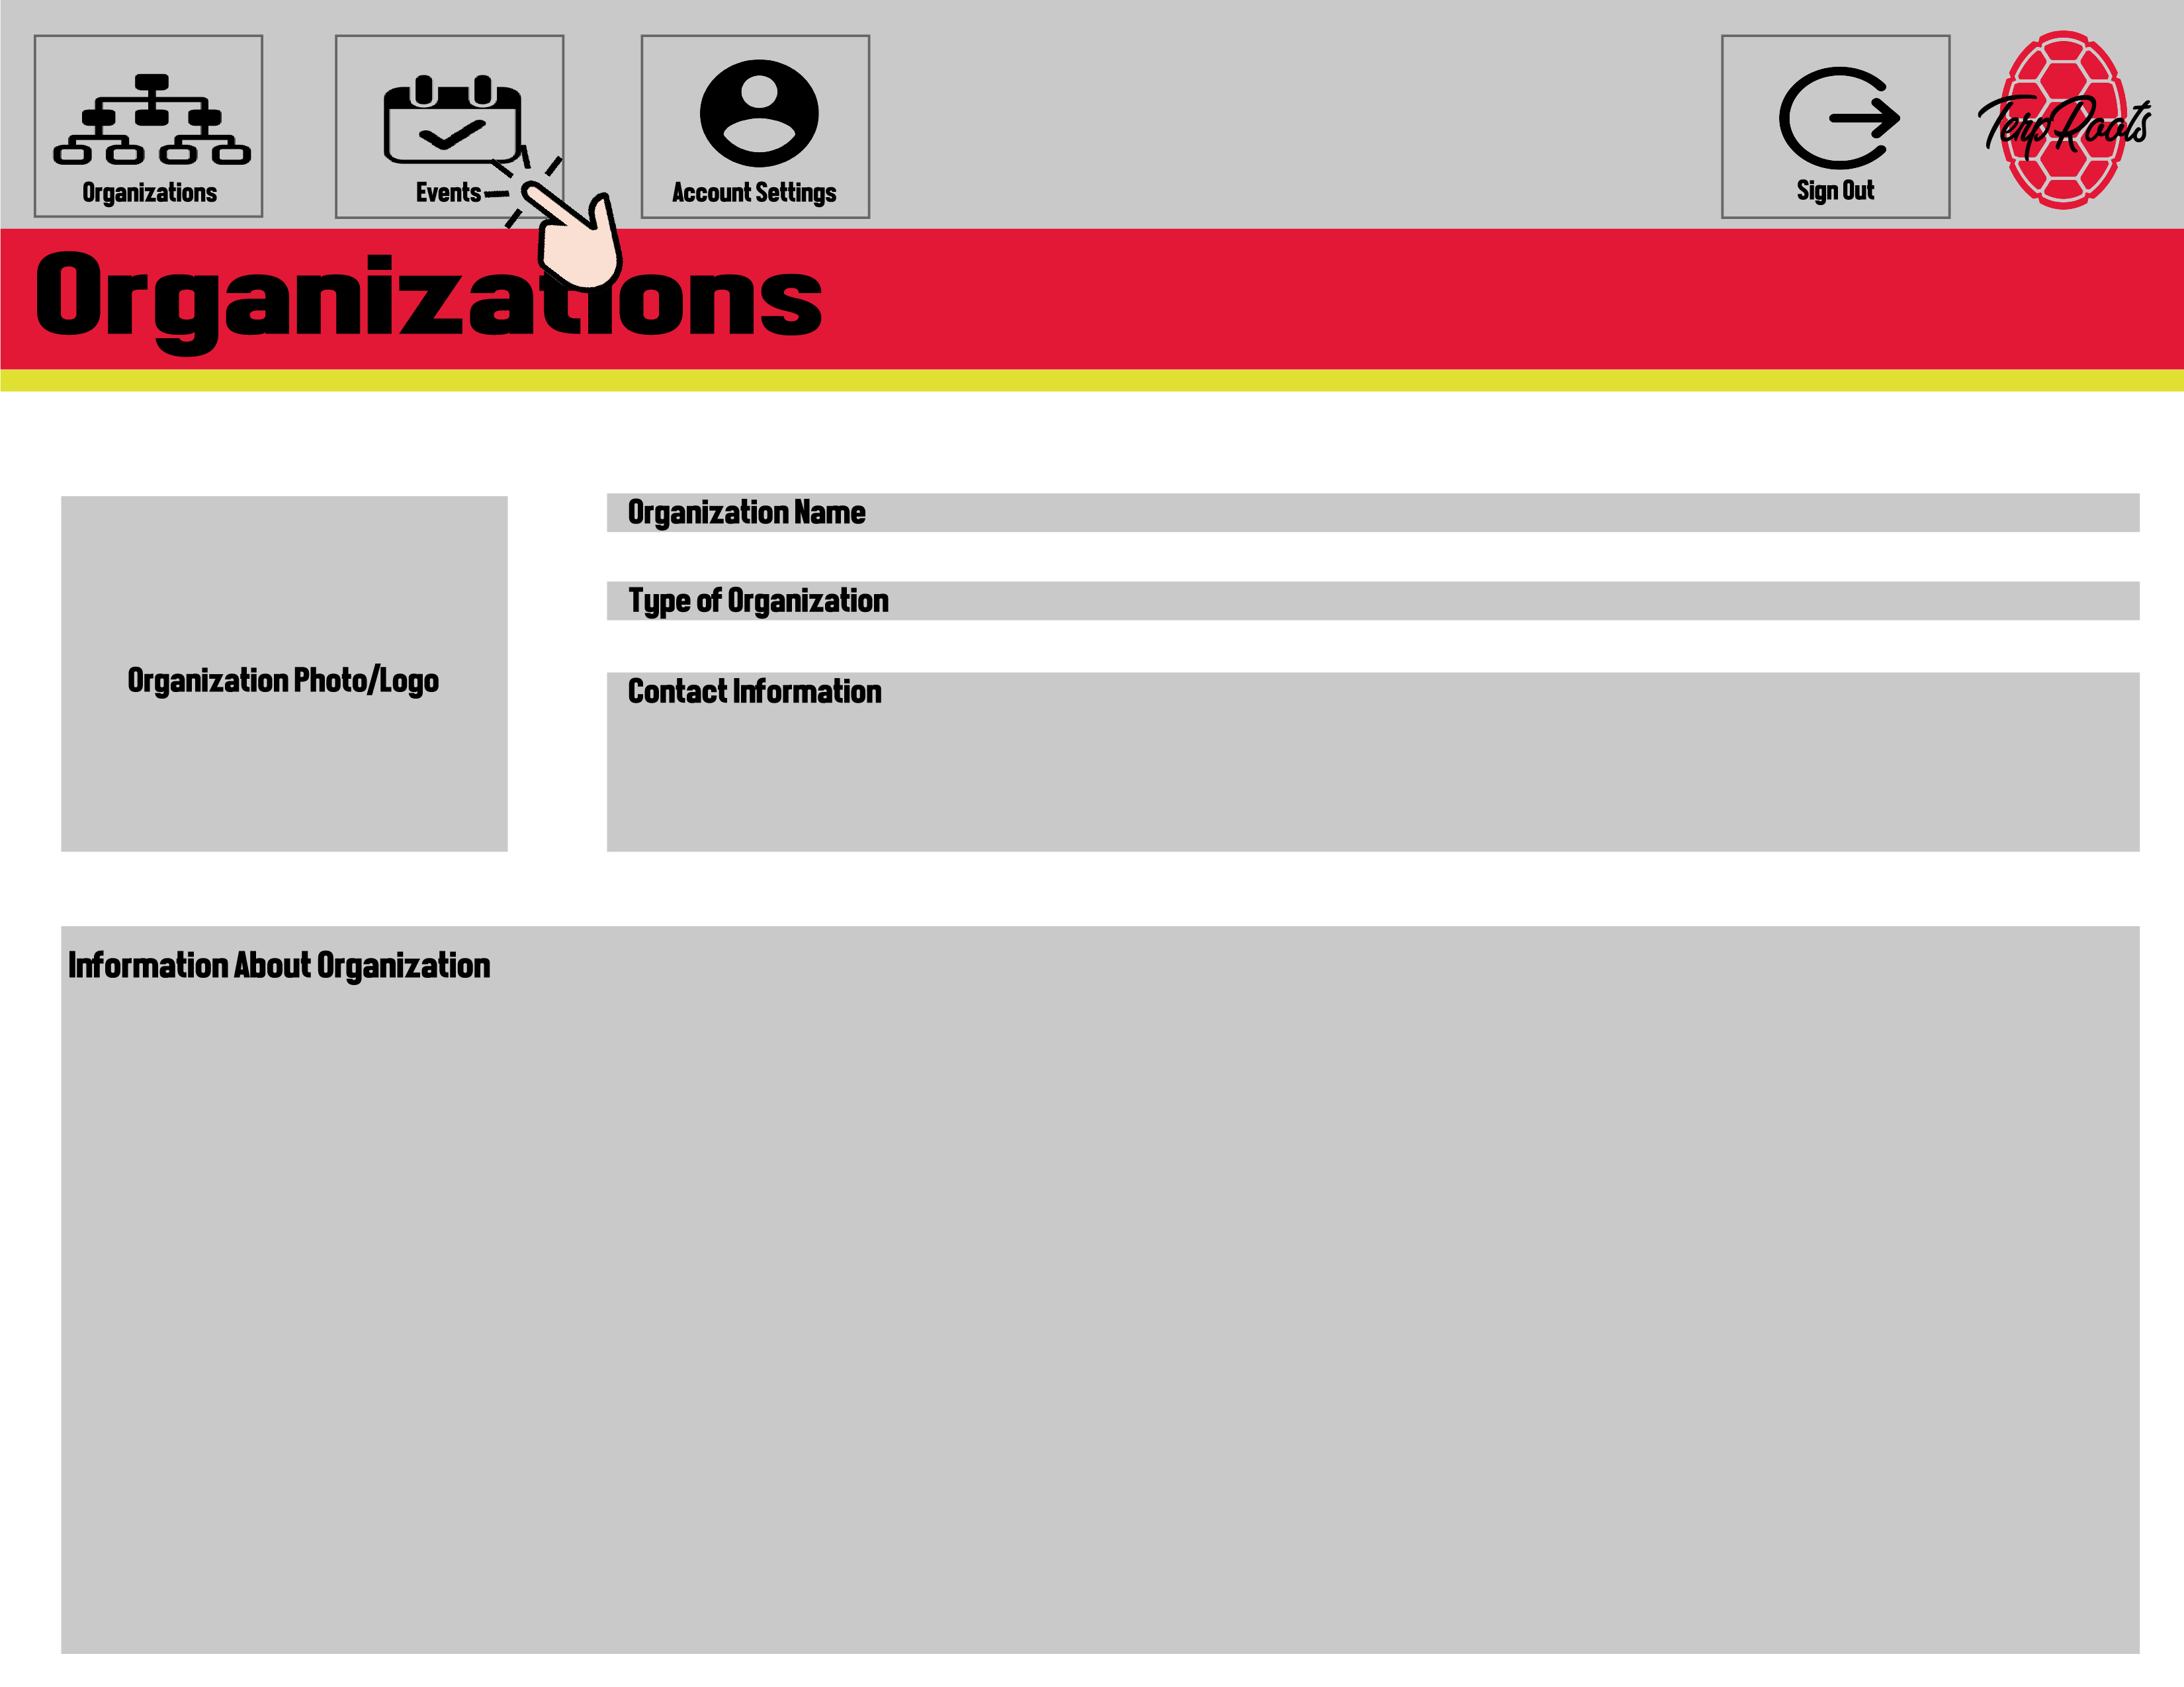 Organizations
Events
Account Settings
Sign Out
TerpRoots
Organizations
Organization Name
Type of Organization
Organization Photo/Logo
Contact Information
Information About Organization